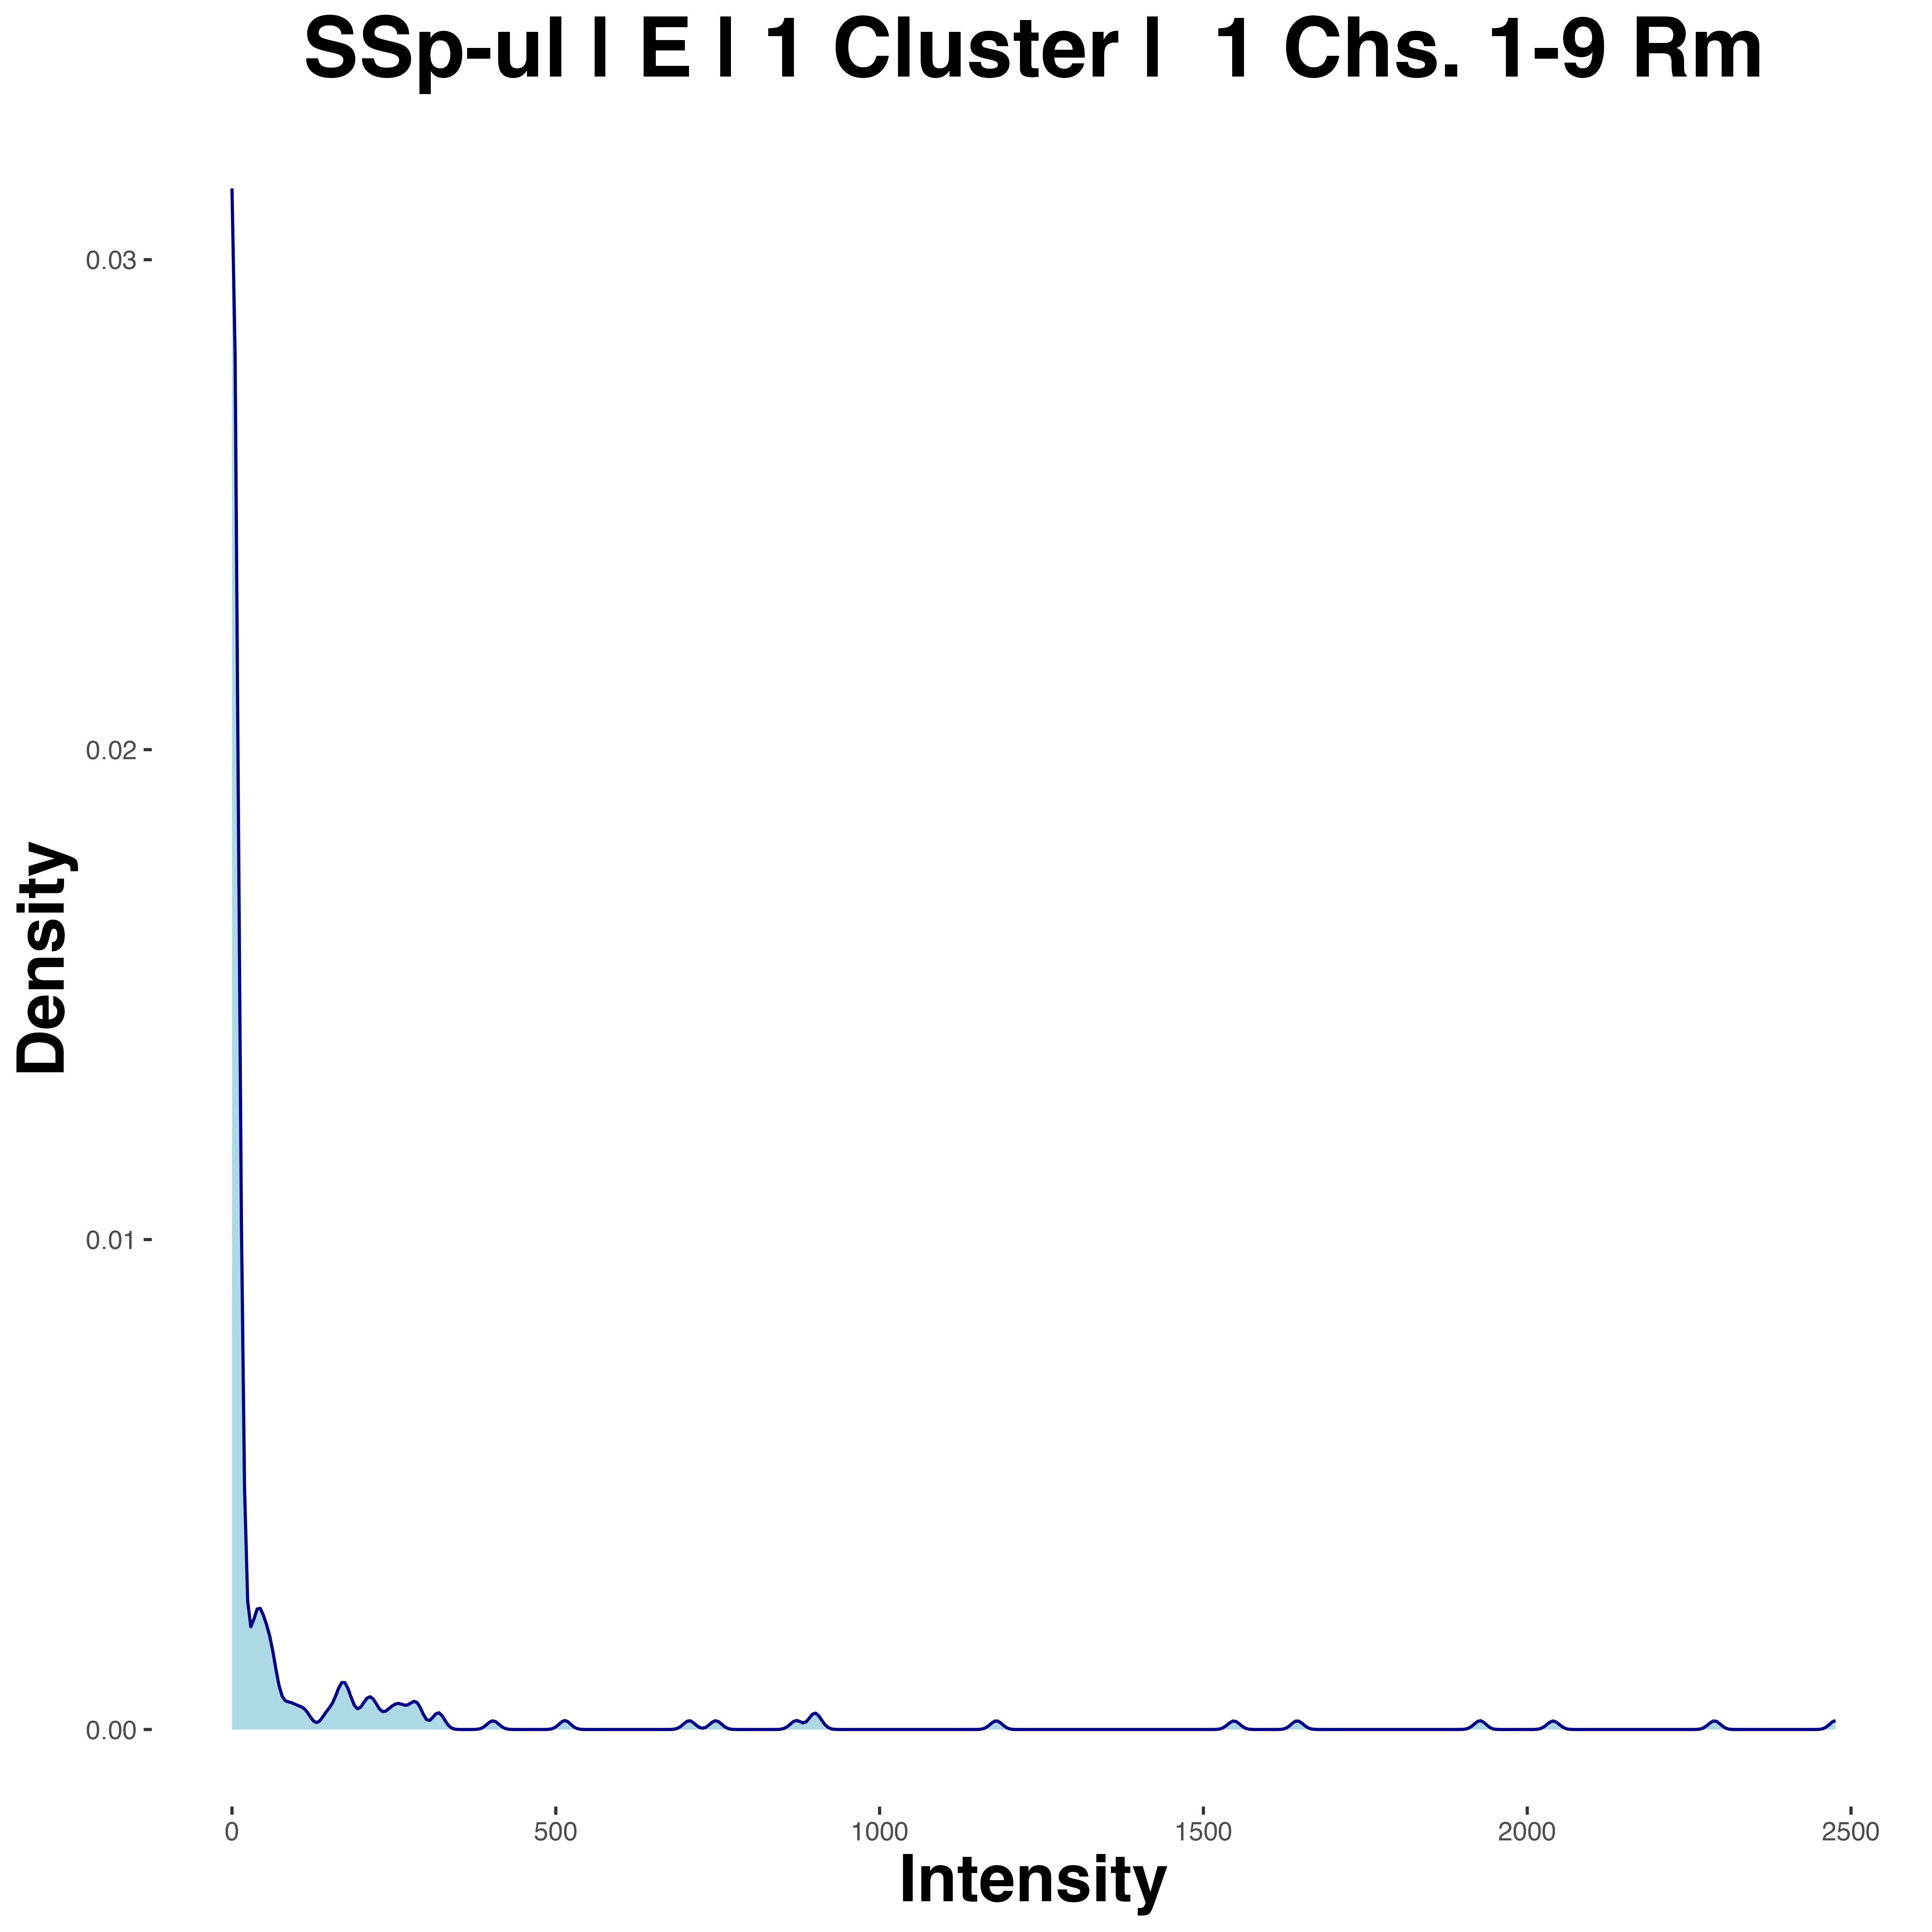 SSp-ul | E | 1 Cluster |  1 Chs. 1-9 Rm
Density
0.03
0.02
0.01
0.00
0 500 1000 1500 2000 2500
Intensity